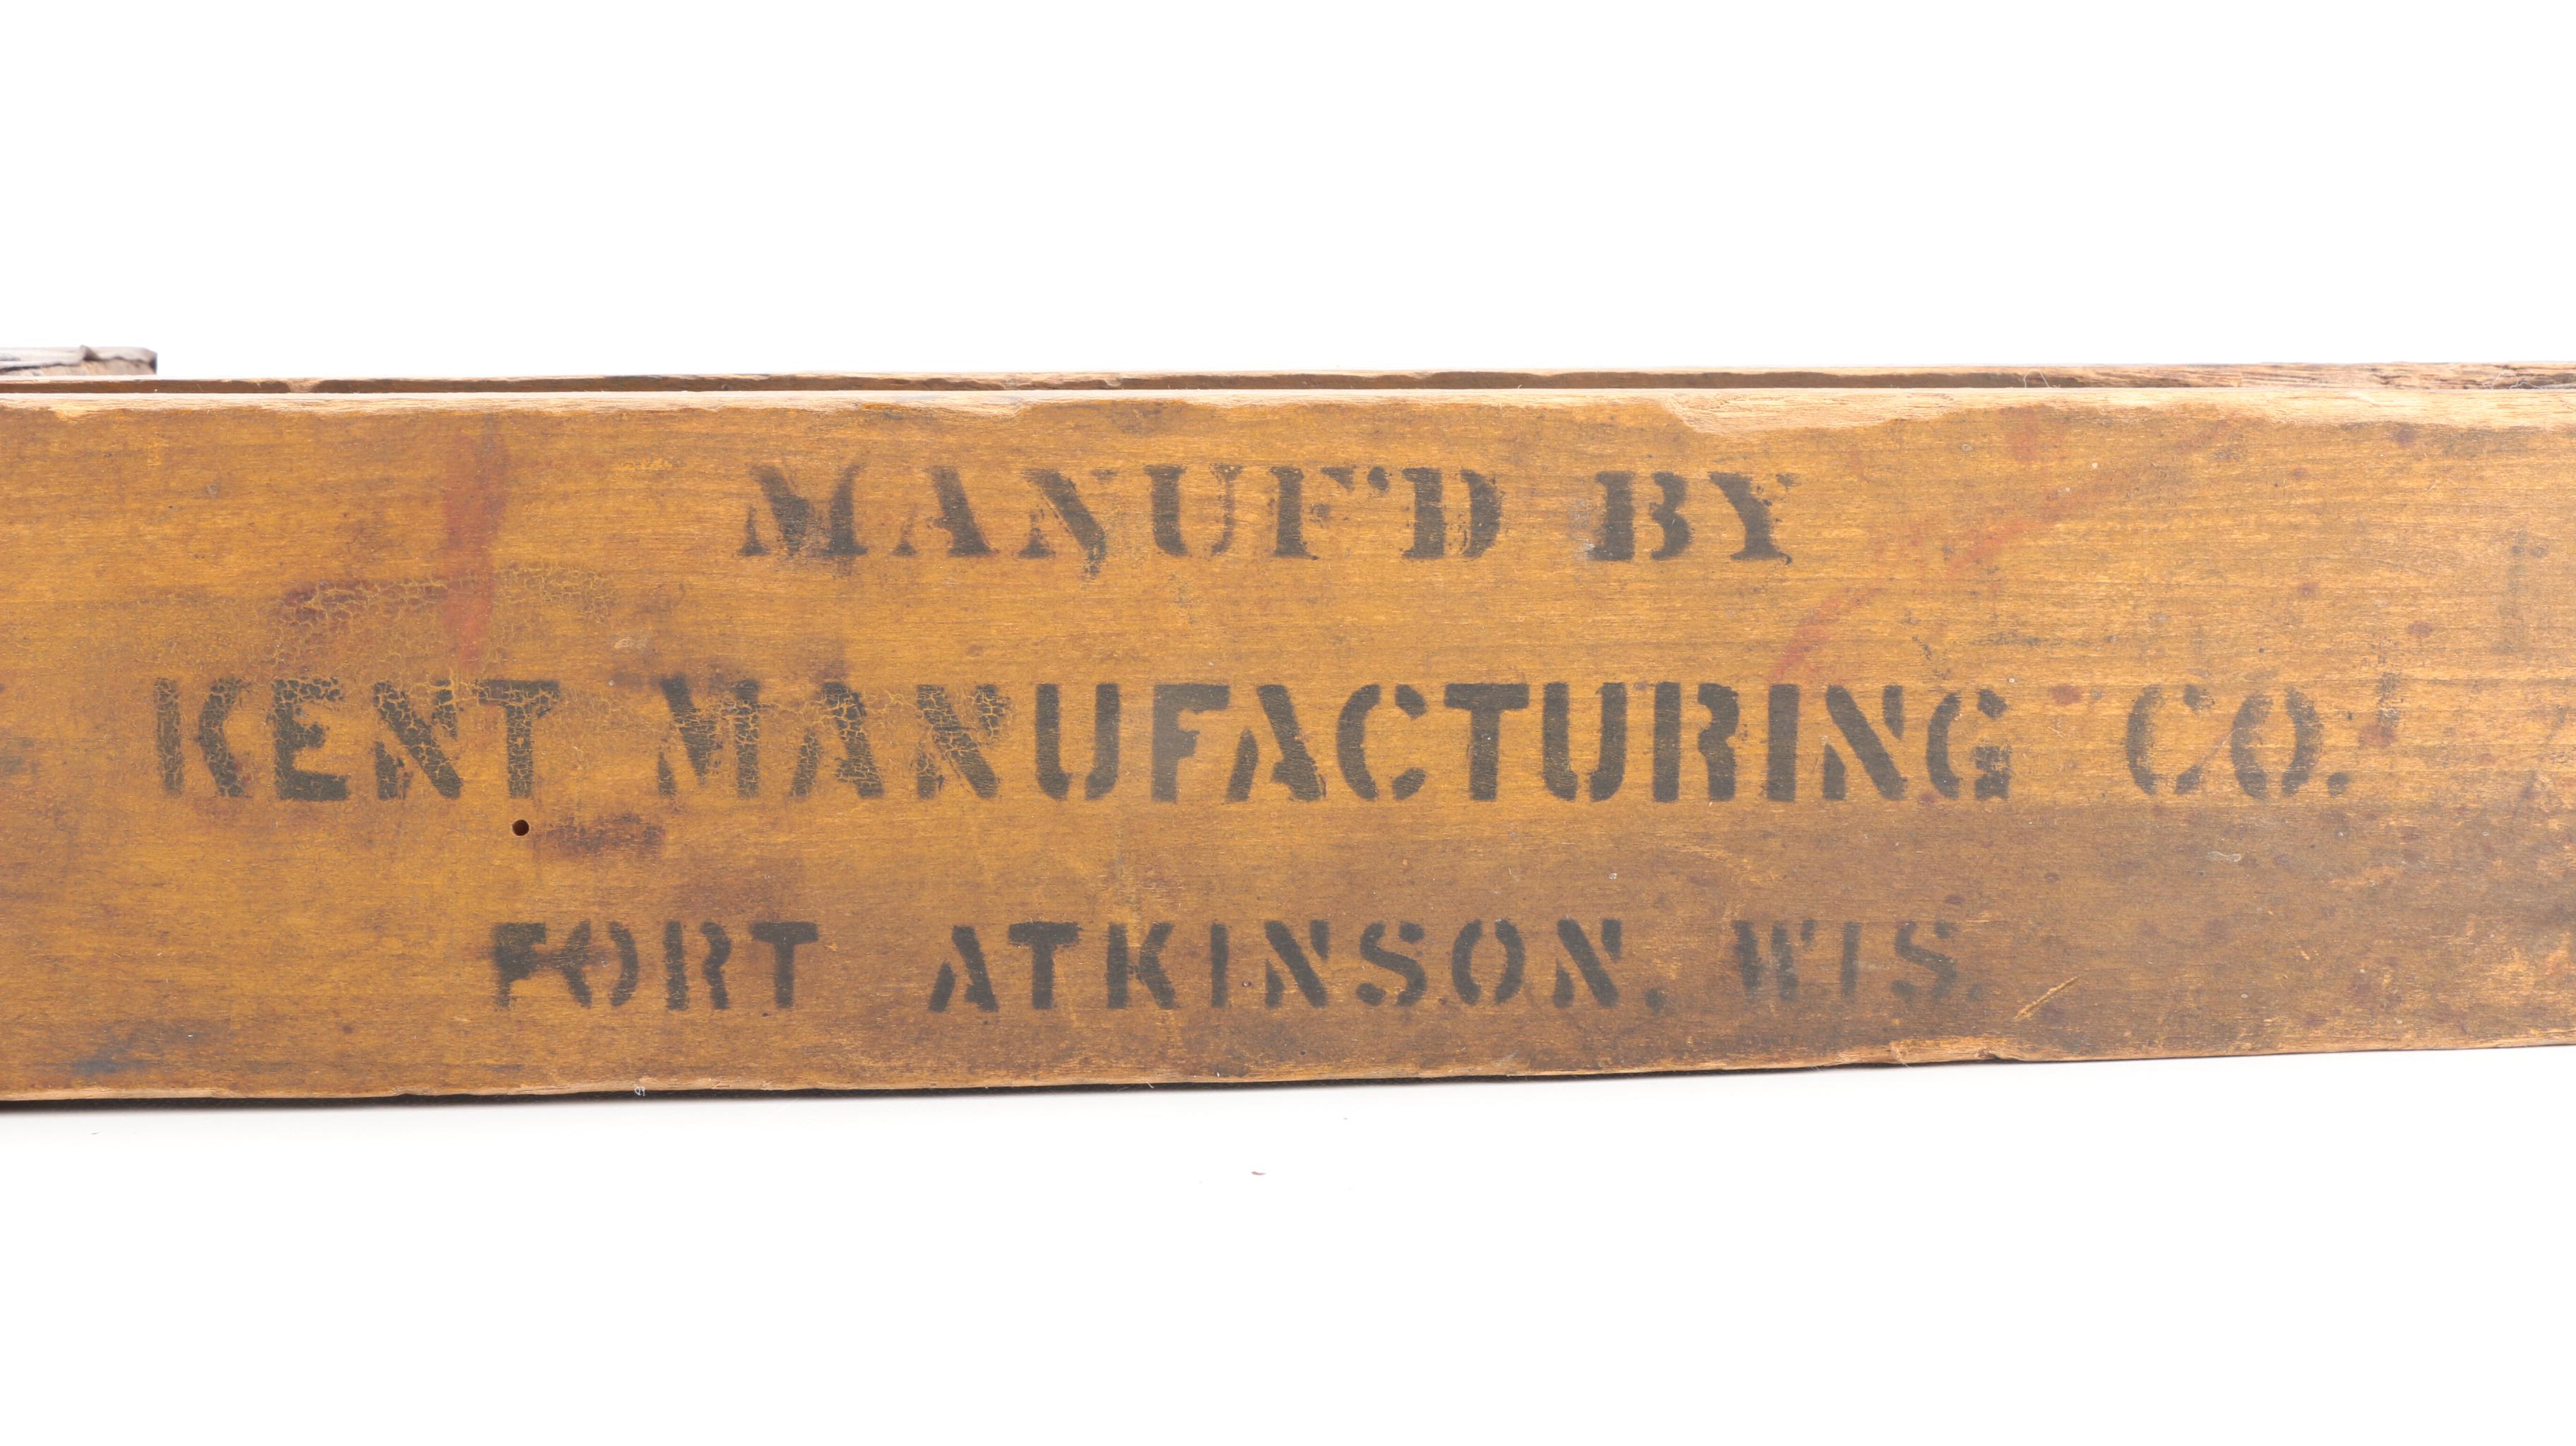 MANUF'D BY
KENT MANUFACTURING CO.
FORT ATKINSON, WIS.